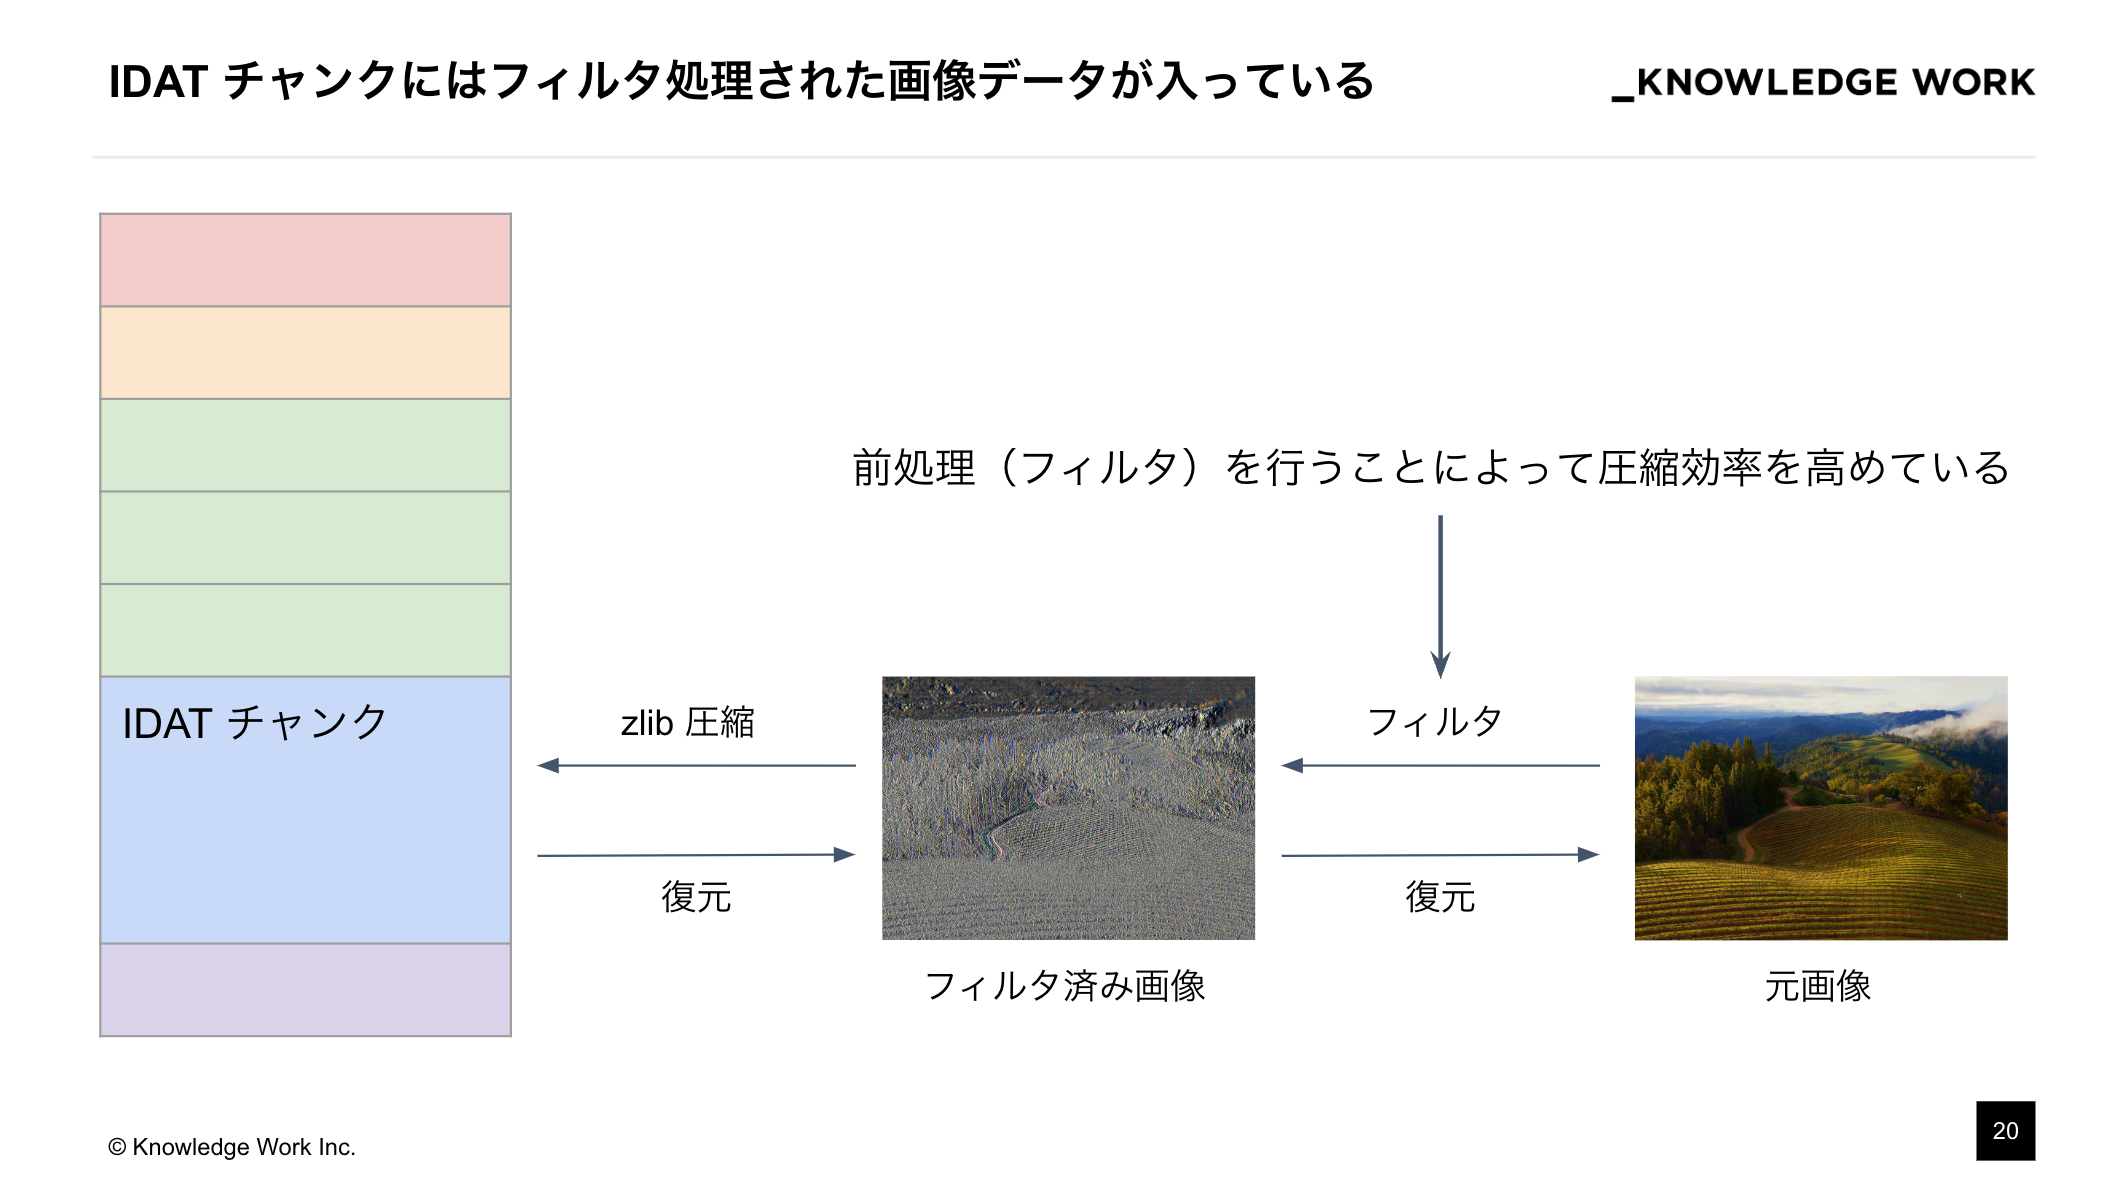 IDAT チャンクにはフィルタ処理された画像データが入っている
_KNOWLEDGE WORK
前処理（フィルタ）を行うことによって圧縮効率を高めている
IDAT チャンク
zlib 圧縮
フィルタ
復元
復元
フィルタ済み画像
元画像
© Knowledge Work Inc.
20